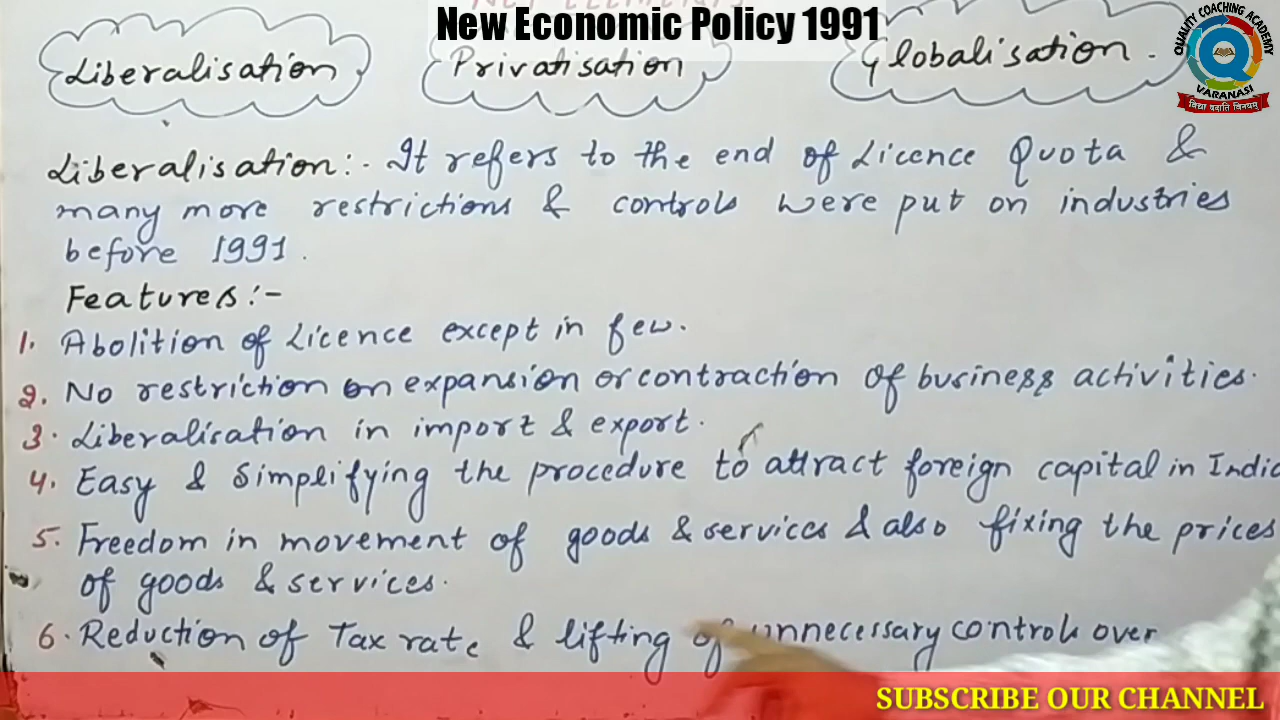 New Economic Policy 1991
Liberalisation
Privatisation
Globalisation.
QUALITY COACHING ACADEMY
VARANASI
Liberalisation:- It refers to the end of Licence Quota &
many more restrictions & controls were put on industries
before 1991.
Features:-
1. Abolition of Licence except in few.
2. No restriction on expansion or contraction of business activities.
3. Liberalisation in import & export.
4. Easy & Simplifying the procedure to attract foreign capital in India
5. Freedom in movement of goods & services & also fixing the prices
of goods & services.
6. Reduction of Tax rate & lifting of unnecessary controls over
SUBSCRIBE OUR CHANNEL